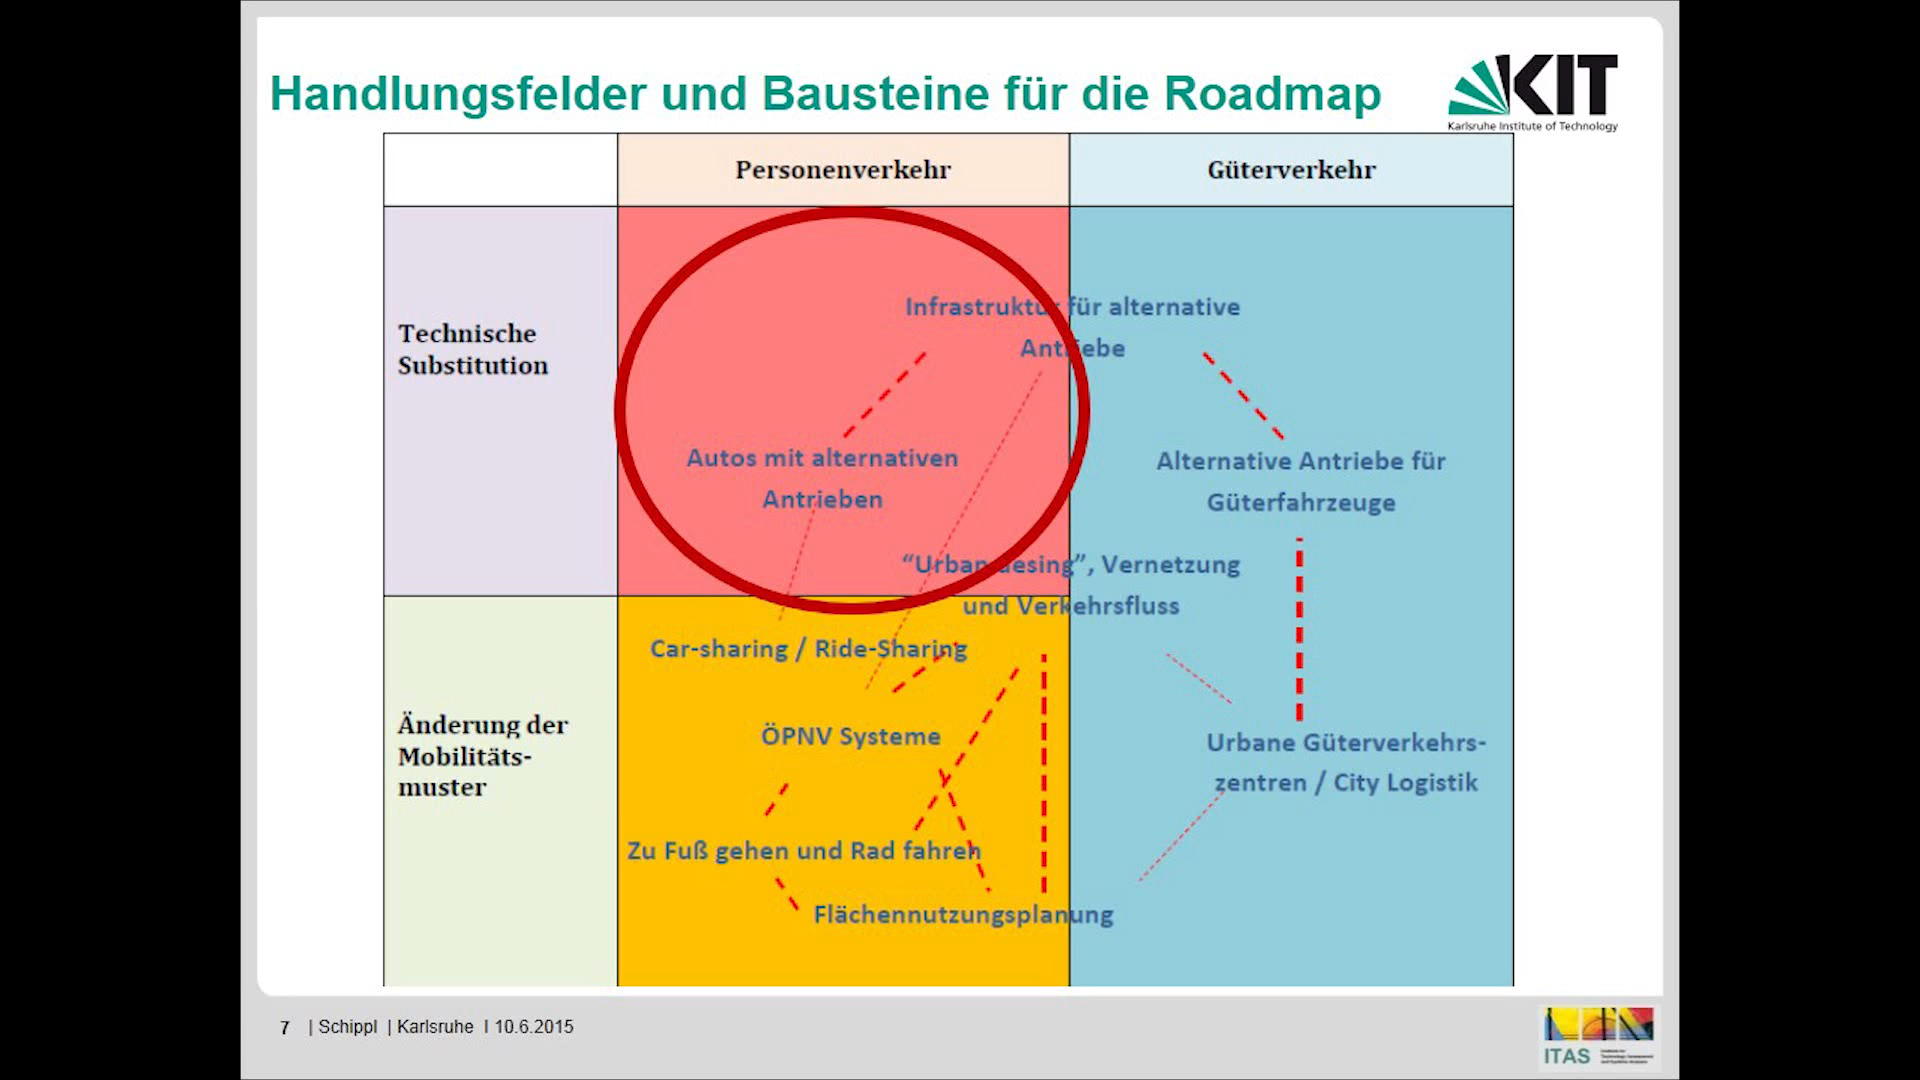 Handlungsfelder und Bausteine für die Roadmap
KIT
Karlsruhe Institute of Technology
Personenverkehr
Güterverkehr
Technische
Substitution
Infrastruktur für alternative
Antriebe
Autos mit alternativen
Antrieben
Alternative Antriebe für
Güterfahrzeuge
“Urban desing”, Vernetzung
und Verkehrsfluss
Änderung der
Mobilitäts-
muster
Car-sharing / Ride-Sharing
ÖPNV Systeme
Urbane Güterverkehrs-
zentren / City Logistik
Zu Fuß gehen und Rad fahren
Flächennutzungsplanung
7 | Schippl | Karlsruhe I 10.6.2015
ITAS